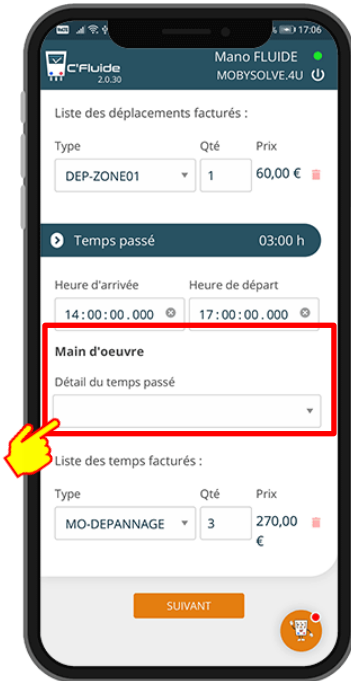 17:06
C'Fluide
2.0.30
Mano FLUIDE
MOBYSOLVE.4U
Liste des déplacements facturés :
Type Qté Prix
DEP-ZONE01 1 60,00 €
Temps passé 03:00 h
Heure d'arrivée Heure de départ
14:00:00.000 17:00:00.000
Main d'oeuvre
Détail du temps passé
Liste des temps facturés :
Type Qté Prix
MO-DEPANNAGE 3 270,00
€
SUIVANT